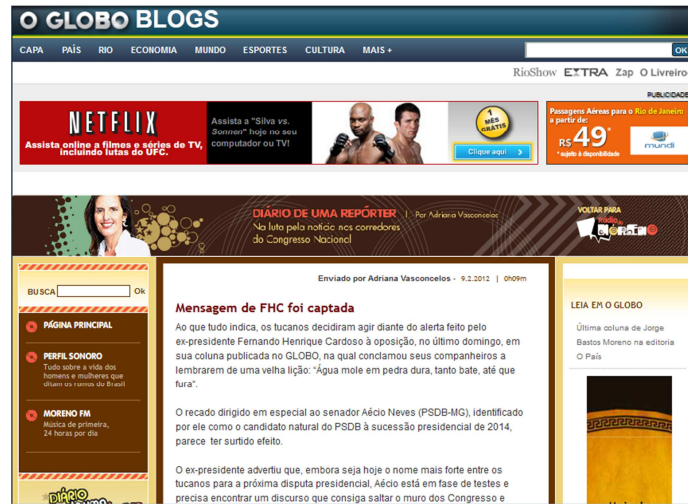 O GLOBO BLOGS
CAPA PAÍS RIO ECONOMIA MUNDO ESPORTES CULTURA MAIS + OK
RioShow EXTRA Zap O Livreiro
PUBLICIDADE
NETFLIX
Assista online a filmes e séries de TV,
incluindo lutas do UFC.
Assista a "Silva vs.
Sonnen" hoje no seu
computador ou TV!
1
MÊS
GRÁTIS
Clique aqui
Passagens Aéreas para o Rio de Janeiro
a partir de:
R$ 49*
* sujeito à disponibilidade
mundi
DIÁRIO DE UMA REPÓRTER | Por Adriana Vasconcelos
Na luta pela notícia nos corredores
do Congresso Nacional
VOLTAR PARA
Rádio do
Moreno
BUSCA Ok
PÁGINA PRINCIPAL
PERFIL SONORO
Tudo sobre a vida dos
homens e mulheres que
ditam os rumos do Brasil
MORENO FM
Música de primeira,
24 horas por dia
DIÁRIO
Enviado por Adriana Vasconcelos - 9.2.2012 | 0h09m
Mensagem de FHC foi captada
Ao que tudo indica, os tucanos decidiram agir diante do alerta feito pelo
ex-presidente Fernando Henrique Cardoso à oposição, no último domingo, em
sua coluna publicada no GLOBO, na qual conclamou seus companheiros a
lembrarem de uma velha lição: “Água mole em pedra dura, tanto bate, até que
fura”.
O recado dirigido em especial ao senador Aécio Neves (PSDB-MG), identificado
por ele como o candidato natural do PSDB à sucessão presidencial de 2014,
parece ter surtido efeito.
O ex-presidente advertiu que, embora seja hoje o nome mais forte entre os
tucanos para a próxima disputa presidencial, Aécio está em fase de testes e
precisa encontrar um discurso que consiga saltar o muro dos Congresso e
LEIA EM O GLOBO
Última coluna de Jorge
Bastos Moreno na editoria
O País